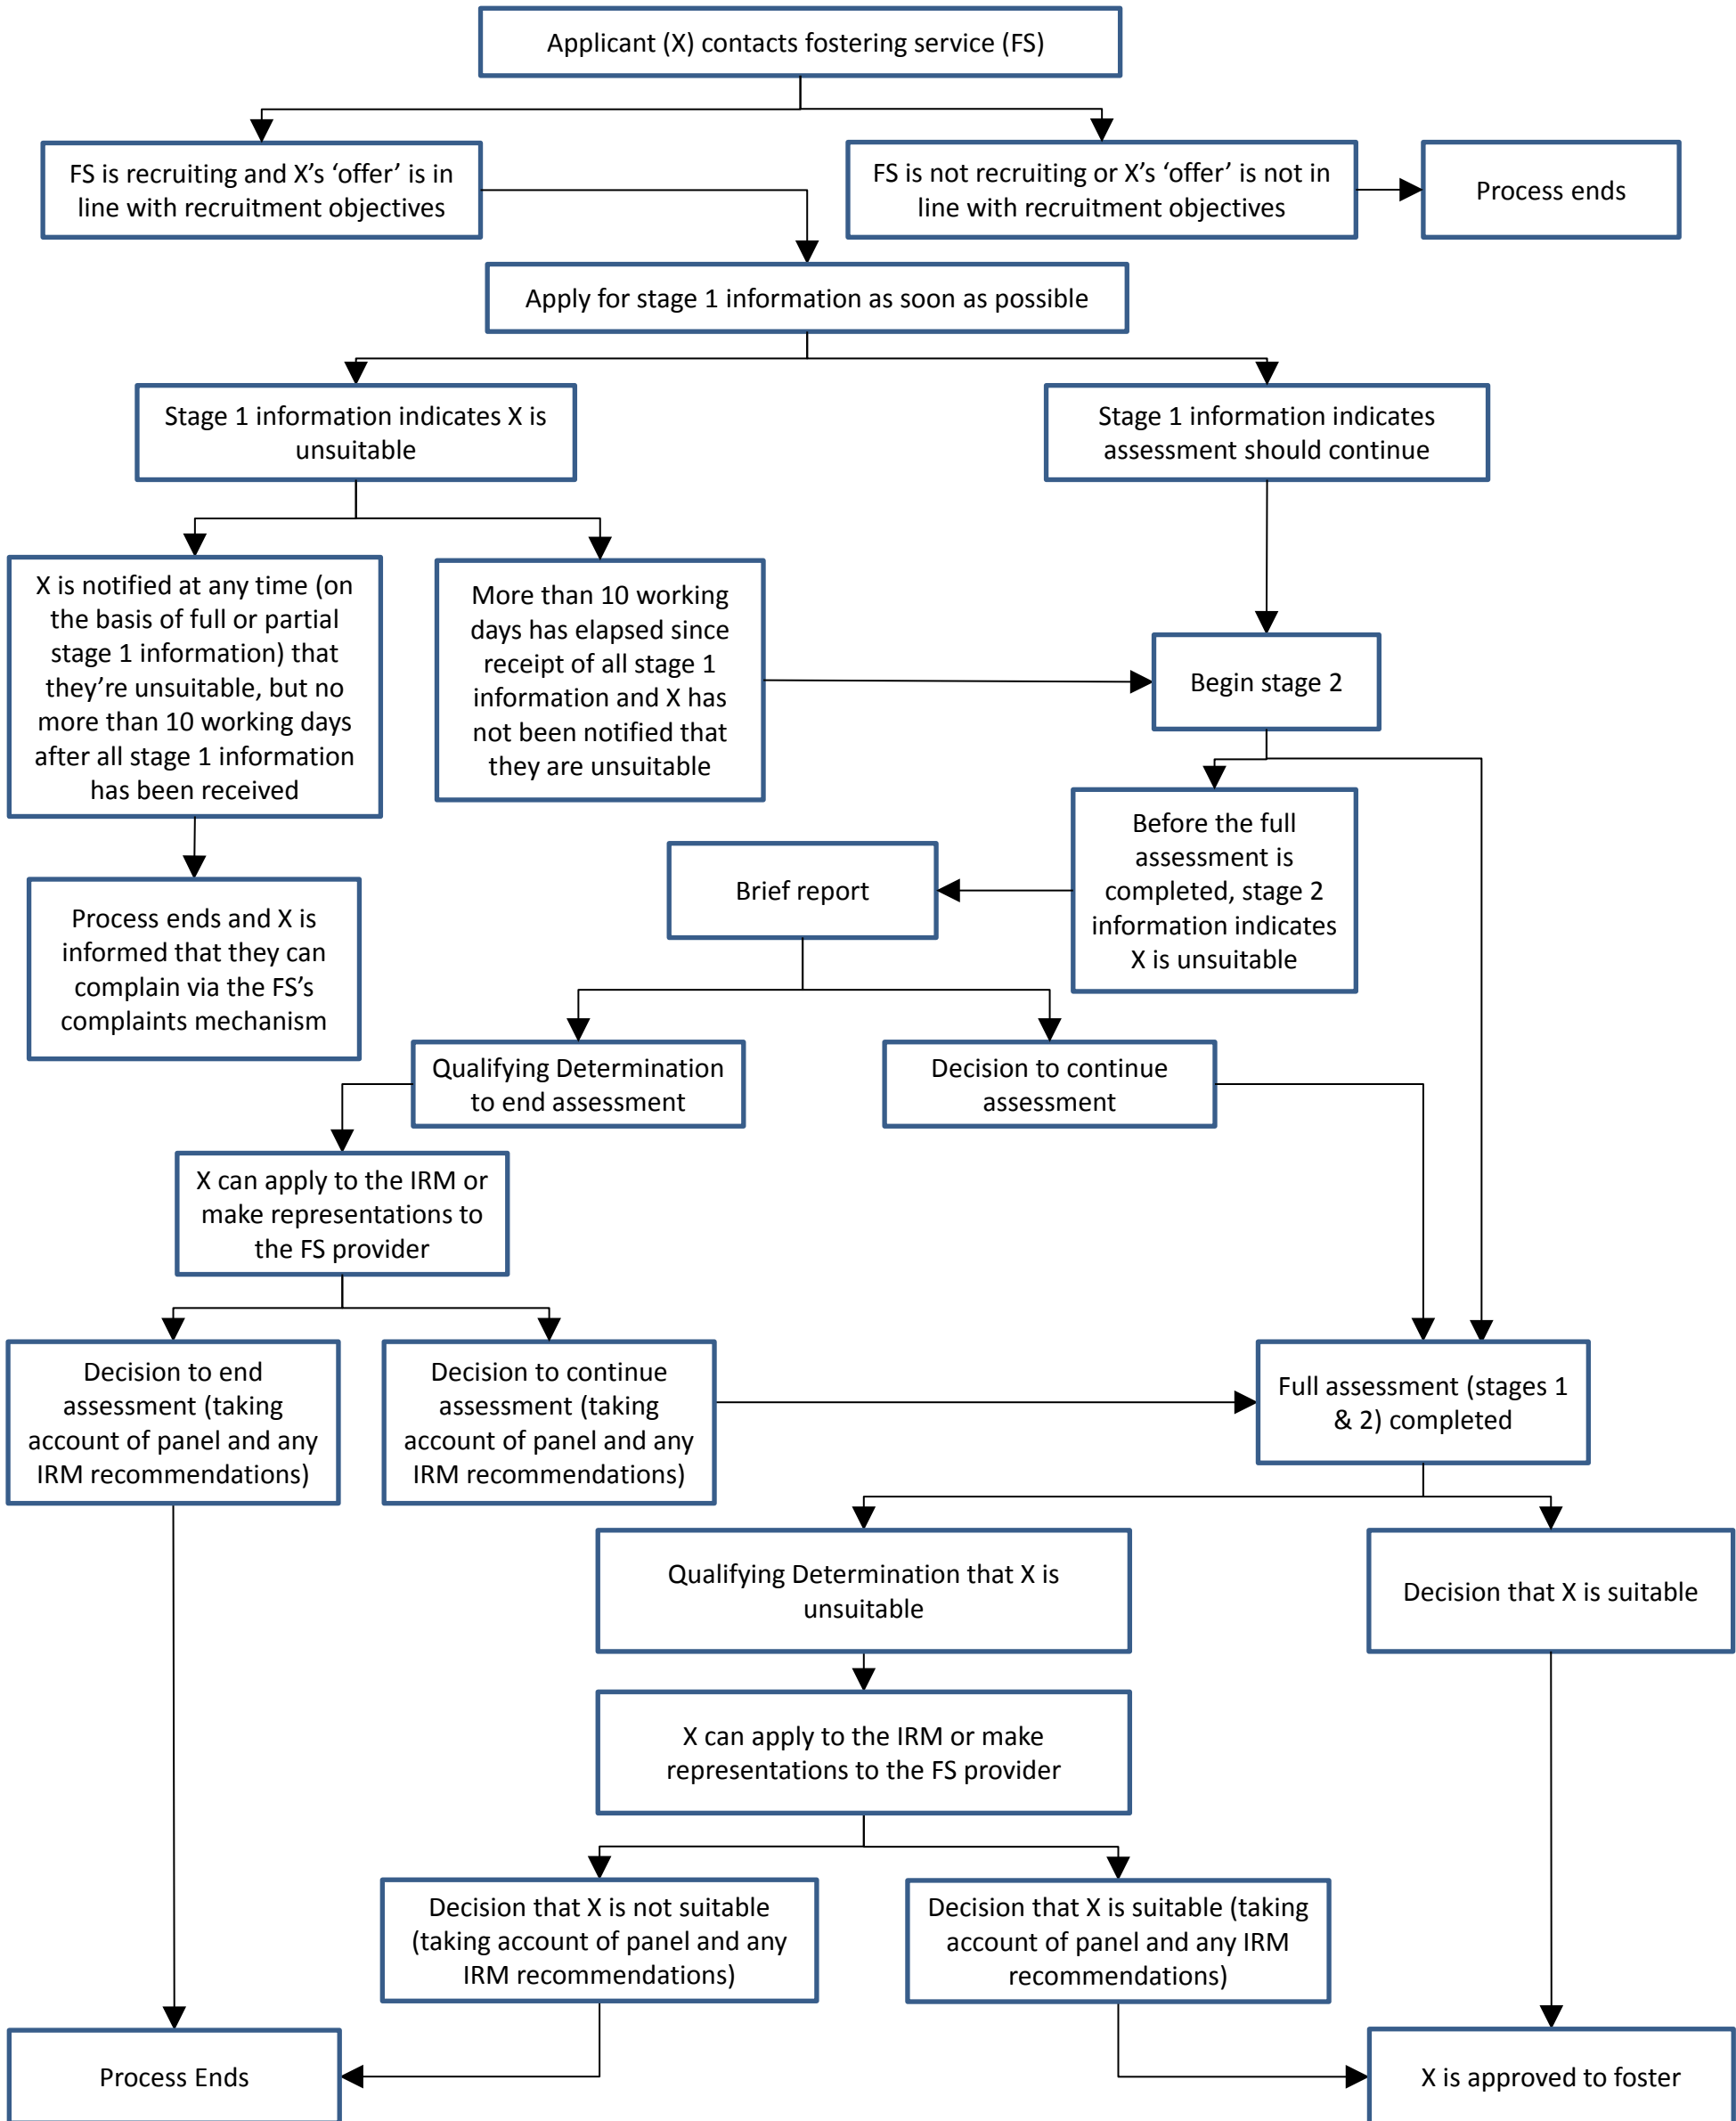 Applicant (X) contacts fostering service (FS)
FS is recruiting and X’s ‘offer’ is in
line with recruitment objectives
FS is not recruiting or X’s ‘offer’ is not in
line with recruitment objectives
Process ends
Apply for stage 1 information as soon as possible
Stage 1 information indicates X is
unsuitable
Stage 1 information indicates
assessment should continue
X is notified at any time (on
the basis of full or partial
stage 1 information) that
they’re unsuitable, but no
more than 10 working days
after all stage 1 information
has been received
More than 10 working
days has elapsed since
receipt of all stage 1
information and X has
not been notified that
they are unsuitable
Begin stage 2
Before the full
assessment is
completed, stage 2
information indicates
X is unsuitable
Brief report
Process ends and X is
informed that they can
complain via the FS’s
complaints mechanism
Qualifying Determination
to end assessment
Decision to continue
assessment
X can apply to the IRM or
make representations to
the FS provider
Decision to end
assessment (taking
account of panel and any
IRM recommendations)
Decision to continue
assessment (taking
account of panel and any
IRM recommendations)
Full assessment (stages 1
& 2) completed
Qualifying Determination that X is
unsuitable
Decision that X is suitable
X can apply to the IRM or make
representations to the FS provider
Decision that X is not suitable
(taking account of panel and any
IRM recommendations)
Decision that X is suitable (taking
account of panel and any IRM
recommendations)
Process Ends
X is approved to foster